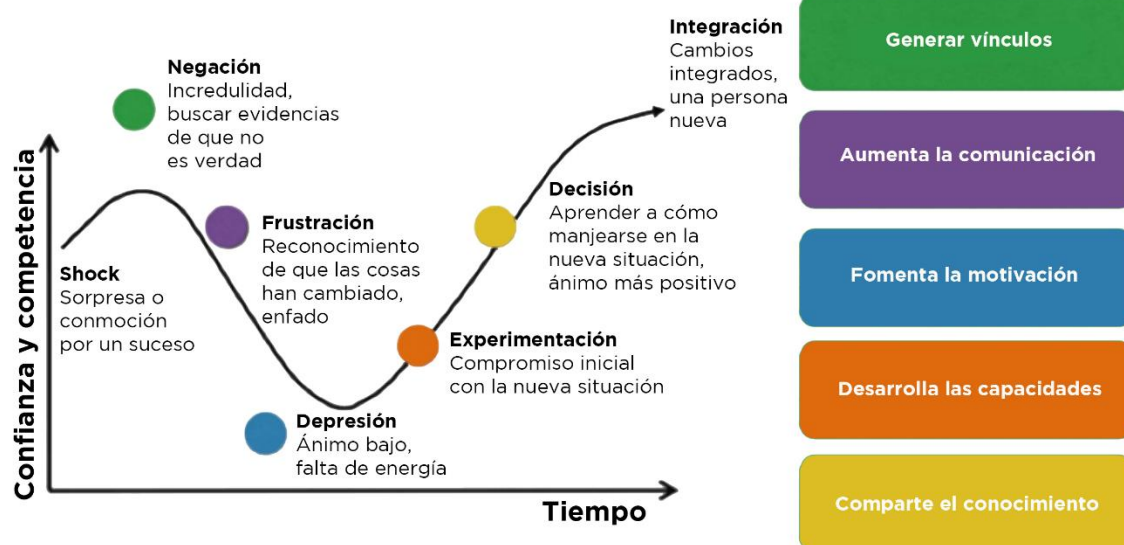 Confianza y competencia
Shock
Sorpresa o
conmoción
por un suceso
Negación
Incredulidad,
buscar evidencias
de que no
es verdad
Frustración
Reconocimiento
de que las cosas
han cambiado,
enfado
Depresión
Ánimo bajo,
falta de energía
Experimentación
Compromiso inicial
con la nueva situación
Decisión
Aprender a cómo
manjearse en la
nueva situación,
ánimo más positivo
Integración
Cambios
integrados,
una persona
nueva
Tiempo
Generar vínculos
Aumenta la comunicación
Fomenta la motivación
Desarrolla las capacidades
Comparte el conocimiento